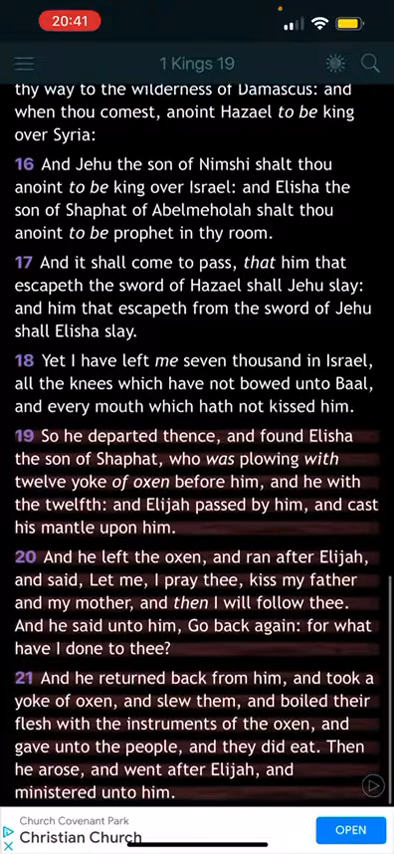 20:41
1 Kings 19
thy way to the wilderness of Damascus: and
when thou comest, anoint Hazael to be king
over Syria:
16 And Jehu the son of Nimshi shalt thou
anoint to be king over Israel: and Elisha the
son of Shaphat of Abelmeholah shalt thou
anoint to be prophet in thy room.
17 And it shall come to pass, that him that
escapeth the sword of Hazael shall Jehu slay:
and him that escapeth from the sword of Jehu
shall Elisha slay.
18 Yet I have left me seven thousand in Israel,
all the knees which have not bowed unto Baal,
and every mouth which hath not kissed him.
19 So he departed thence, and found Elisha
the son of Shaphat, who was plowing with
twelve yoke of oxen before him, and he with
the twelfth: and Elijah passed by him, and cast
his mantle upon him.
20 And he left the oxen, and ran after Elijah,
and said, Let me, I pray thee, kiss my father
and my mother, and then I will follow thee.
And he said unto him, Go back again: for what
have I done to thee?
21 And he returned back from him, and took a
yoke of oxen, and slew them, and boiled their
flesh with the instruments of the oxen, and
gave unto the people, and they did eat. Then
he arose, and went after Elijah, and
ministered unto him.
Church Covenant Park
Christian Church
OPEN